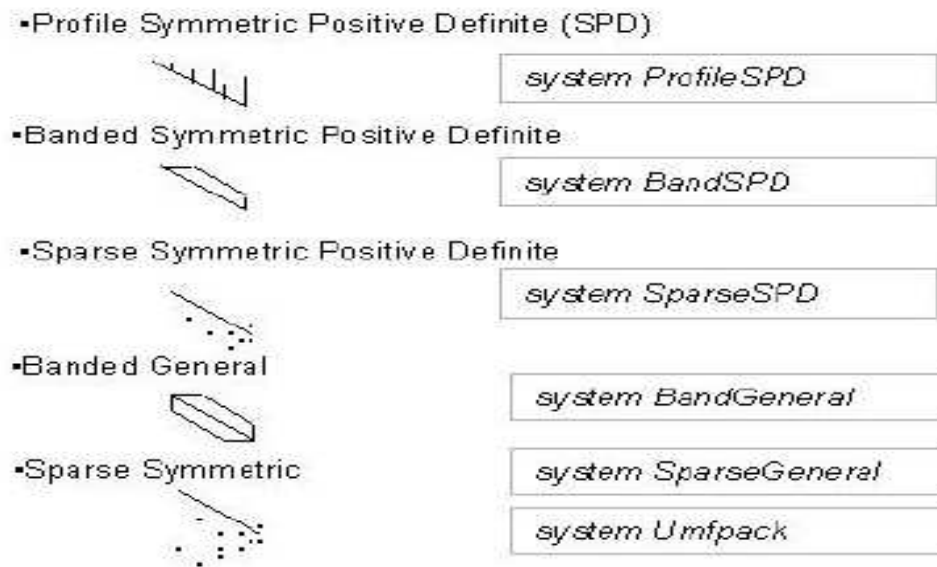 ▪Profile Symmetric Positive Definite (SPD)
system ProfileSPD
▪Banded Symmetric Positive Definite
system BandSPD
▪Sparse Symmetric Positive Definite
system SparseSPD
▪Banded General
system BandGeneral
▪Sparse Symmetric
system SparseGeneral
system Umfpack